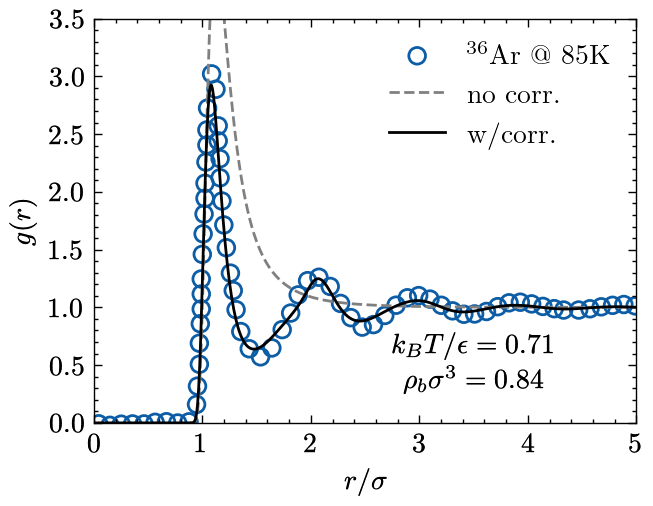 3.5
3.0
2.5
2.0
1.5
1.0
0.5
0.0
g(r)
³⁶Ar @ 85K
no corr.
w/corr.
k_BT/ϵ = 0.71
ρ_bσ³ = 0.84
0 1 2 3 4 5
r/σ